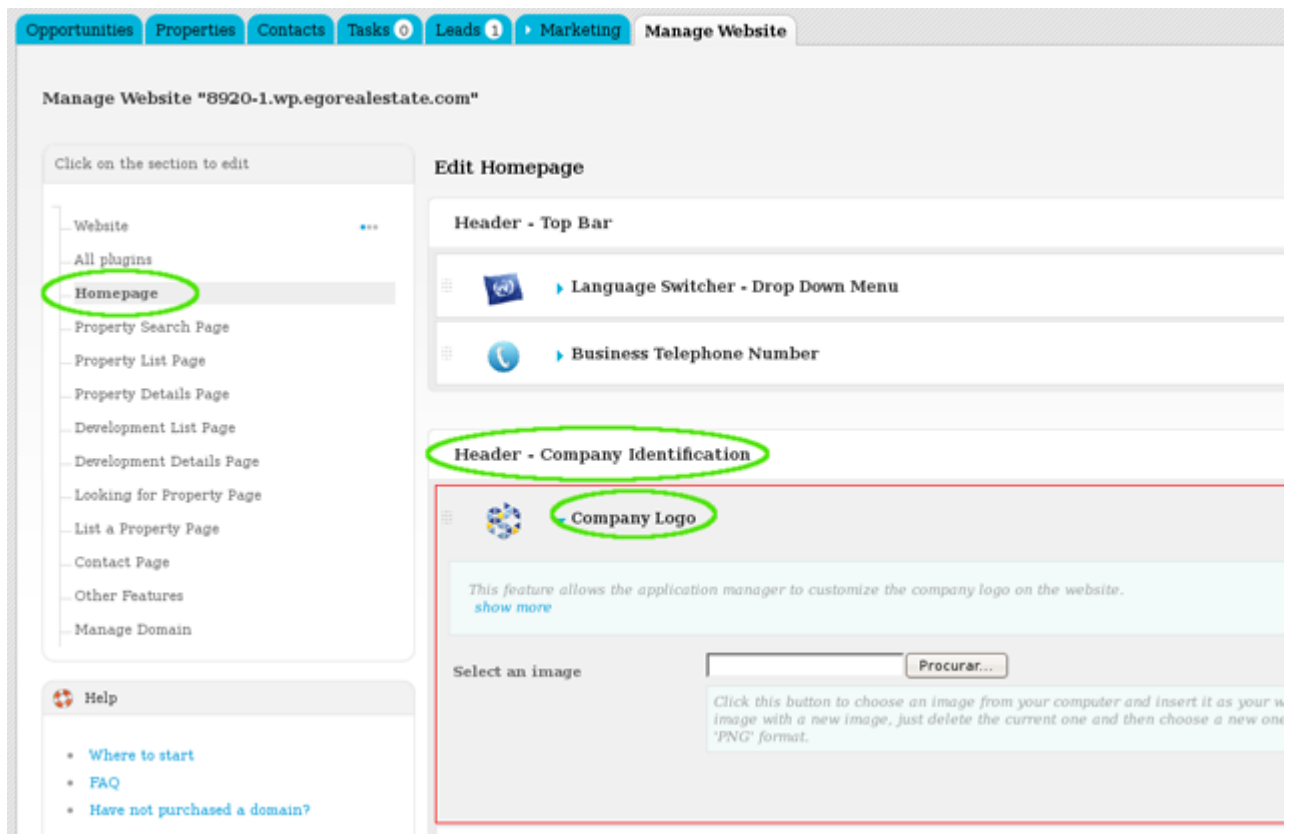 Opportunities Properties Contacts Tasks 0 Leads 1 Marketing Manage Website
Manage Website "8920-1.wp.egorealestate.com"
Click on the section to edit
Website
All plugins
Homepage
Property Search Page
Property List Page
Property Details Page
Development List Page
Development Details Page
Looking for Property Page
List a Property Page
Contact Page
Other Features
Manage Domain
Help
Where to start
FAQ
Have not purchased a domain?
Edit Homepage
Header - Top Bar
Language Switcher - Drop Down Menu
Business Telephone Number
Header - Company Identification
Company Logo
This feature allows the application manager to customize the company logo on the website.
show more
Select an image
Procurar...
Click this button to choose an image from your computer and insert it as your
image with a new image, just delete the current one and then choose a new one
'PNG' format.